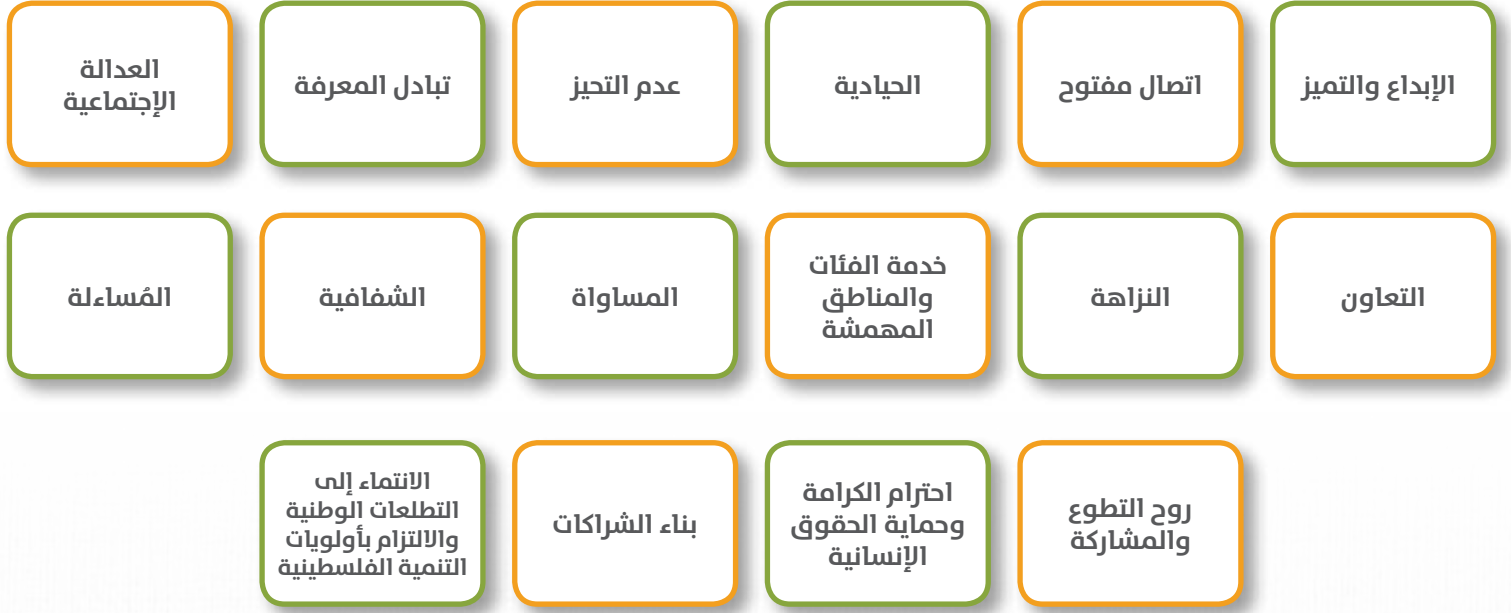 الإبداع والتميز
اتصال مفتوح
الحيادية
عدم التحيز
تبادل المعرفة
العدالة
الإجتماعية
التعاون
النزاهة
خدمة الفئات
والمناطق
المهمشة
المساواة
الشفافية
المُساءلة
روح التطوع
والمشاركة
احترام الكرامة
وحماية الحقوق
الإنسانية
بناء الشراكات
الانتماء إلى
التطلعات الوطنية
والالتزام بأولويات
التنمية الفلسطينية